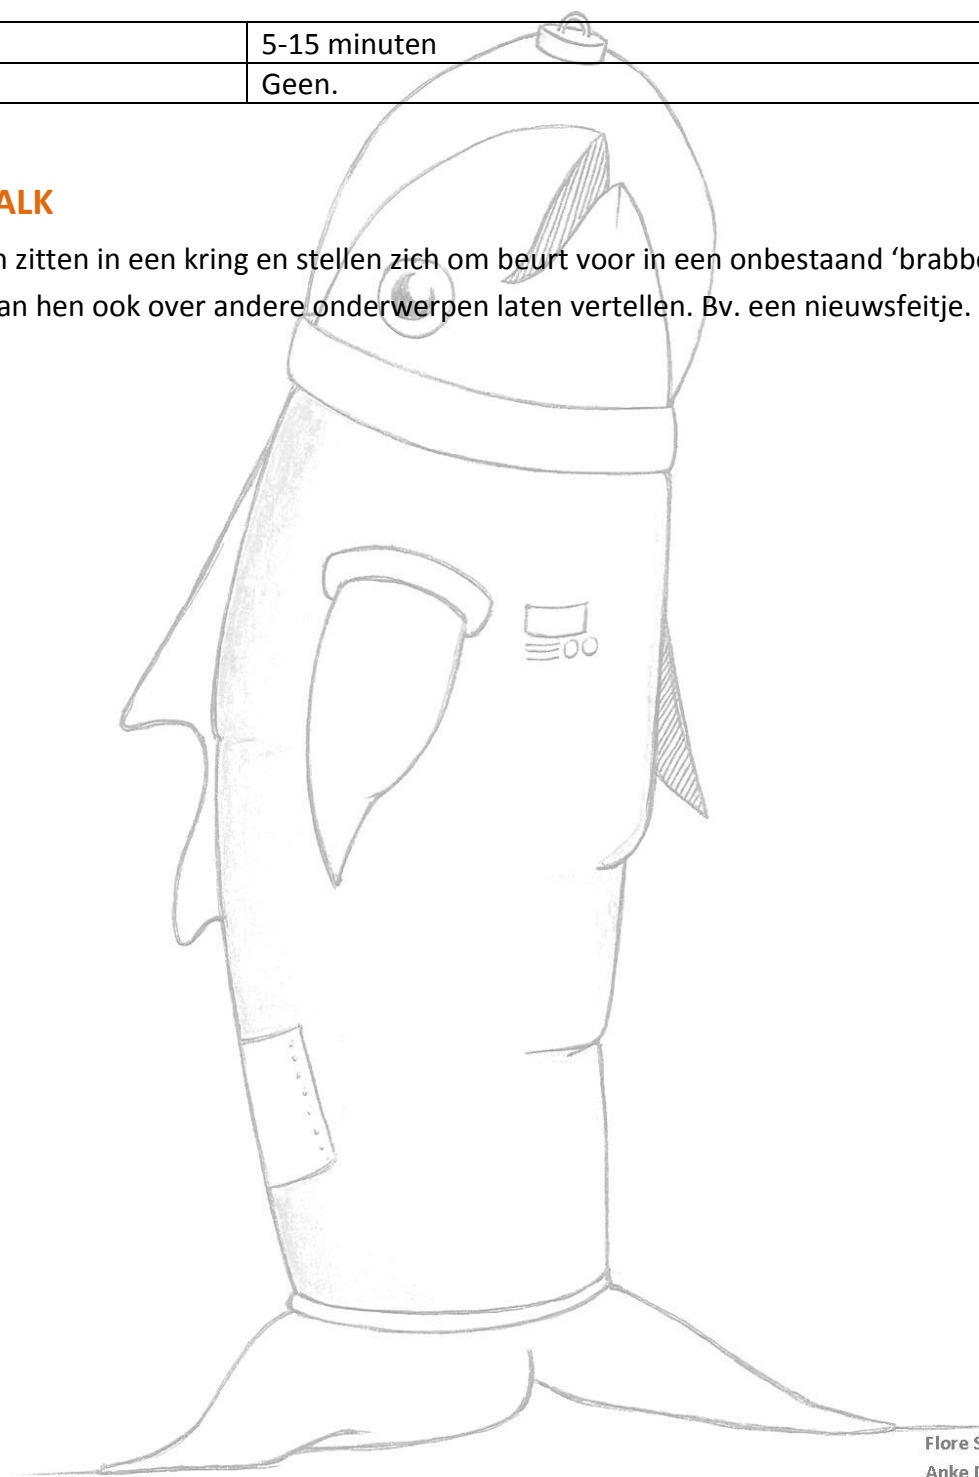 5-15 minuten
Geen.
ALK
n zitten in een kring en stellen zich om beurt voor in een onbestaand ‘brabbe
an hen ook over andere onderwerpen laten vertellen. Bv. een nieuwsfeitje.
Flore S
Anke